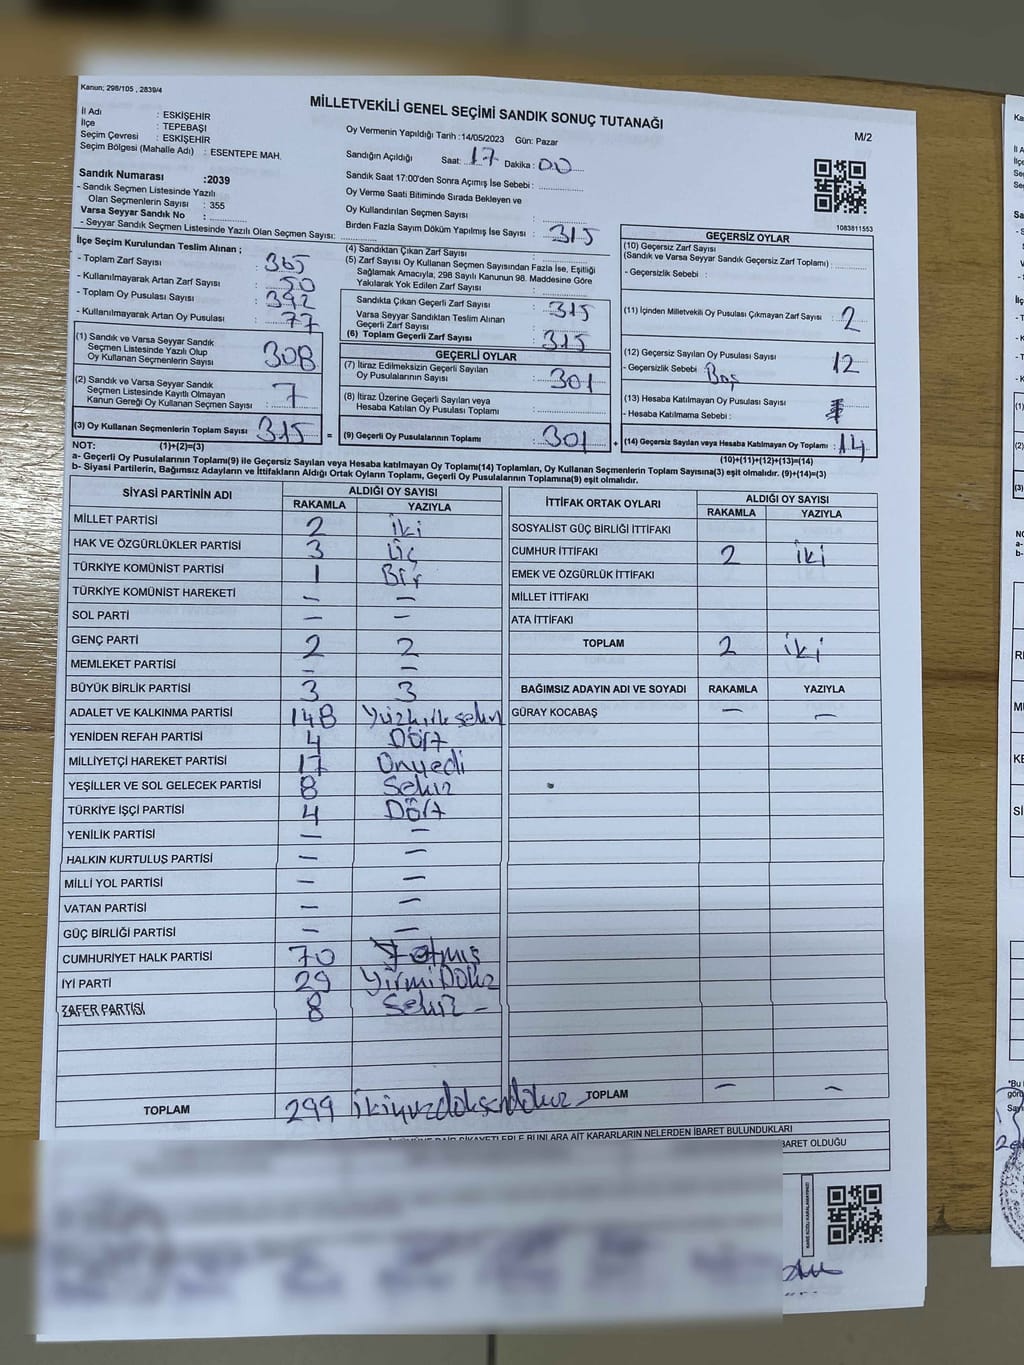 Kanun; 298/105 , 2839/4
MİLLETVEKİLİ GENEL SEÇİMİ SANDIK SONUÇ TUTANAĞI
M/2
İl Adı : ESKİŞEHİR
İlçe : TEPEBAŞI
Seçim Çevresi : ESKİŞEHİR
Seçim Bölgesi (Mahalle Adı) : ESENTEPE MAH.
Oy Vermenin Yapıldığı Tarih :14/05/2023 Gün: Pazar
Sandığın Açıldığı Saat: 17 Dakika : 00
Sandık Saat 17:00'den Sonra Açmış İse Sebebi :
Oy Verme Saati Bitiminde Sırada Bekleyen ve
Oy Kullandırılan Seçmen Sayısı :
Birden Fazla Sayım Döküm Yapılmış İse Sayısı :
Sandık Numarası :2039
- Sandık Seçmen Listesinde Yazılı
Olan Seçmenlerin Sayısı : 355
Varsa Seyyar Sandık No :
- Seyyar Sandık Seçmen Listesinde Yazılı Olan Seçmen Sayısı:
1083811553
İlçe Seçim Kurulundan Teslim Alınan ;
- Toplam Zarf Sayısı : 365
- Kullanılmayarak Artan Zarf Sayısı : 50
- Toplam Oy Pusulası Sayısı : 392
- Kullanılmayarak Artan Oy Pusulası : 77
(1) Sandık ve Varsa Seyyar Sandık
Seçmen Listesinde Yazılı Olup
Oy Kullanan Seçmenlerin Sayısı : 308
(2) Sandık ve Varsa Seyyar Sandık
Seçmen Listesinde Kayıtlı Olmayan
Kanun Gereği Oy Kullanan Seçmen Sayısı : 7
(3) Oy Kullanan Seçmenlerin Toplam Sayısı : 315 =
(4) Sandıktan Çıkan Zarf Sayısı : 315
(5) Zarf Sayısı Oy Kullanan Seçmen Sayısından Fazla İse, Eşitliği
Sağlamak Amacıyla, 298 Sayılı Kanunun 98. Maddesine Göre
Yakılarak Yok Edilen Zarf Sayısı :
Sandıkta Çıkan Geçerli Zarf Sayısı : 315
Varsa Seyyar Sandıktan Teslim Alınan
Geçerli Zarf Sayısı :
(6) Toplam Geçerli Zarf Sayısı : 315
GEÇERLİ OYLAR
(7) İtiraz Edilmeksizin Geçerli Sayılan
Oy Pusulalarının Sayısı : 301
(8) İtiraz Üzerine Geçerli Sayılan veya
Hesaba Katılan Oy Pusulası Toplamı :
(9) Geçerli Oy Pusulalarının Toplamı : 301 +
GEÇERSİZ OYLAR
(10) Geçersiz Zarf Sayısı
(Sandık ve Varsa Sandık Geçersiz Zarf Toplamı) :
- Geçersizlik Sebebi :
(11) İçinden Milletvekili Oy Pusulası Çıkmayan Zarf Sayısı : 2
(12) Geçersiz Sayılan Oy Pusulası Sayısı : 12
- Geçersizlik Sebebi : Boş
(13) Hesaba Katılmayan Oy Pusulası Sayısı :
- Hesaba Katılmama Sebebi :
(14) Geçersiz Sayılan veya Hesaba Katılmayan Oy Toplamı : 14
NOT: (1)+(2)=(3) (10)+(11)+(12)+(13)=(14)
a- Geçerli Oy Pusulalarının Toplamı(9) ile Geçersiz Sayılan veya Hesaba katılmayan Oy Toplamı(14) Toplamları, Oy Kullanan Seçmenlerin Toplam Sayısına(3) eşit olmalıdır. (9)+(14)=(3)
b- Siyasi Partilerin, Bağımsız Adayların ve İttifakların Aldığı Ortak Oyların Toplamı, Geçerli Oy Pusulalarının Toplamına(9) eşit olmalıdır.
SİYASİ PARTİNİN ADI ALDIĞI OY SAYISI
RAKAMLA YAZIYLA
MİLLET PARTİSİ 2 iki
HAK VE ÖZGÜRLÜKLER PARTİSİ 3 üç
TÜRKİYE KOMÜNİST PARTİSİ 1 Bir
TÜRKİYE KOMÜNİST HAREKETİ — —
SOL PARTİ — —
GENÇ PARTİ 2 2
MEMLEKET PARTİSİ — —
BÜYÜK BİRLİK PARTİSİ 3 3
ADALET VE KALKINMA PARTİSİ 148 Yüzkırksekiz
YENİDEN REFAH PARTİSİ 4 Dört
MİLLİYETÇİ HAREKET PARTİSİ 17 Onyedi
YEŞİLLER VE SOL GELECEK PARTİSİ 8 Sekiz
TÜRKİYE İŞÇİ PARTİSİ 4 Dört
YENİLİK PARTİSİ — —
HALKIN KURTULUŞ PARTİSİ — —
MİLLİ YOL PARTİSİ — —
VATAN PARTİSİ — —
GÜÇ BİRLİĞİ PARTİSİ — —
CUMHURİYET HALK PARTİSİ 70 Yetmiş
İYİ PARTİ 29 YirmiDokuz
ZAFER PARTİSİ 8 Sekiz —
TOPLAM 299 ikiyüzdoksandokuz
İTTİFAK ORTAK OYLARI ALDIĞI OY SAYISI
RAKAMLA YAZIYLA
SOSYALİST GÜÇ BİRLİĞİ İTTİFAKI
CUMHUR İTTİFAKI 2 iki
EMEK VE ÖZGÜRLÜK İTTİFAKI
MİLLET İTTİFAKI
ATA İTTİFAKI
TOPLAM 2 iki
BAĞIMSIZ ADAYIN ADI VE SOYADI RAKAMLA YAZIYLA
GÜRAY KOCABAŞ — —
TOPLAM — —
BUNLARA AİT KARARLARIN NELERDEN İBARET BULUNDUKLARI
BARET OLDUĞU